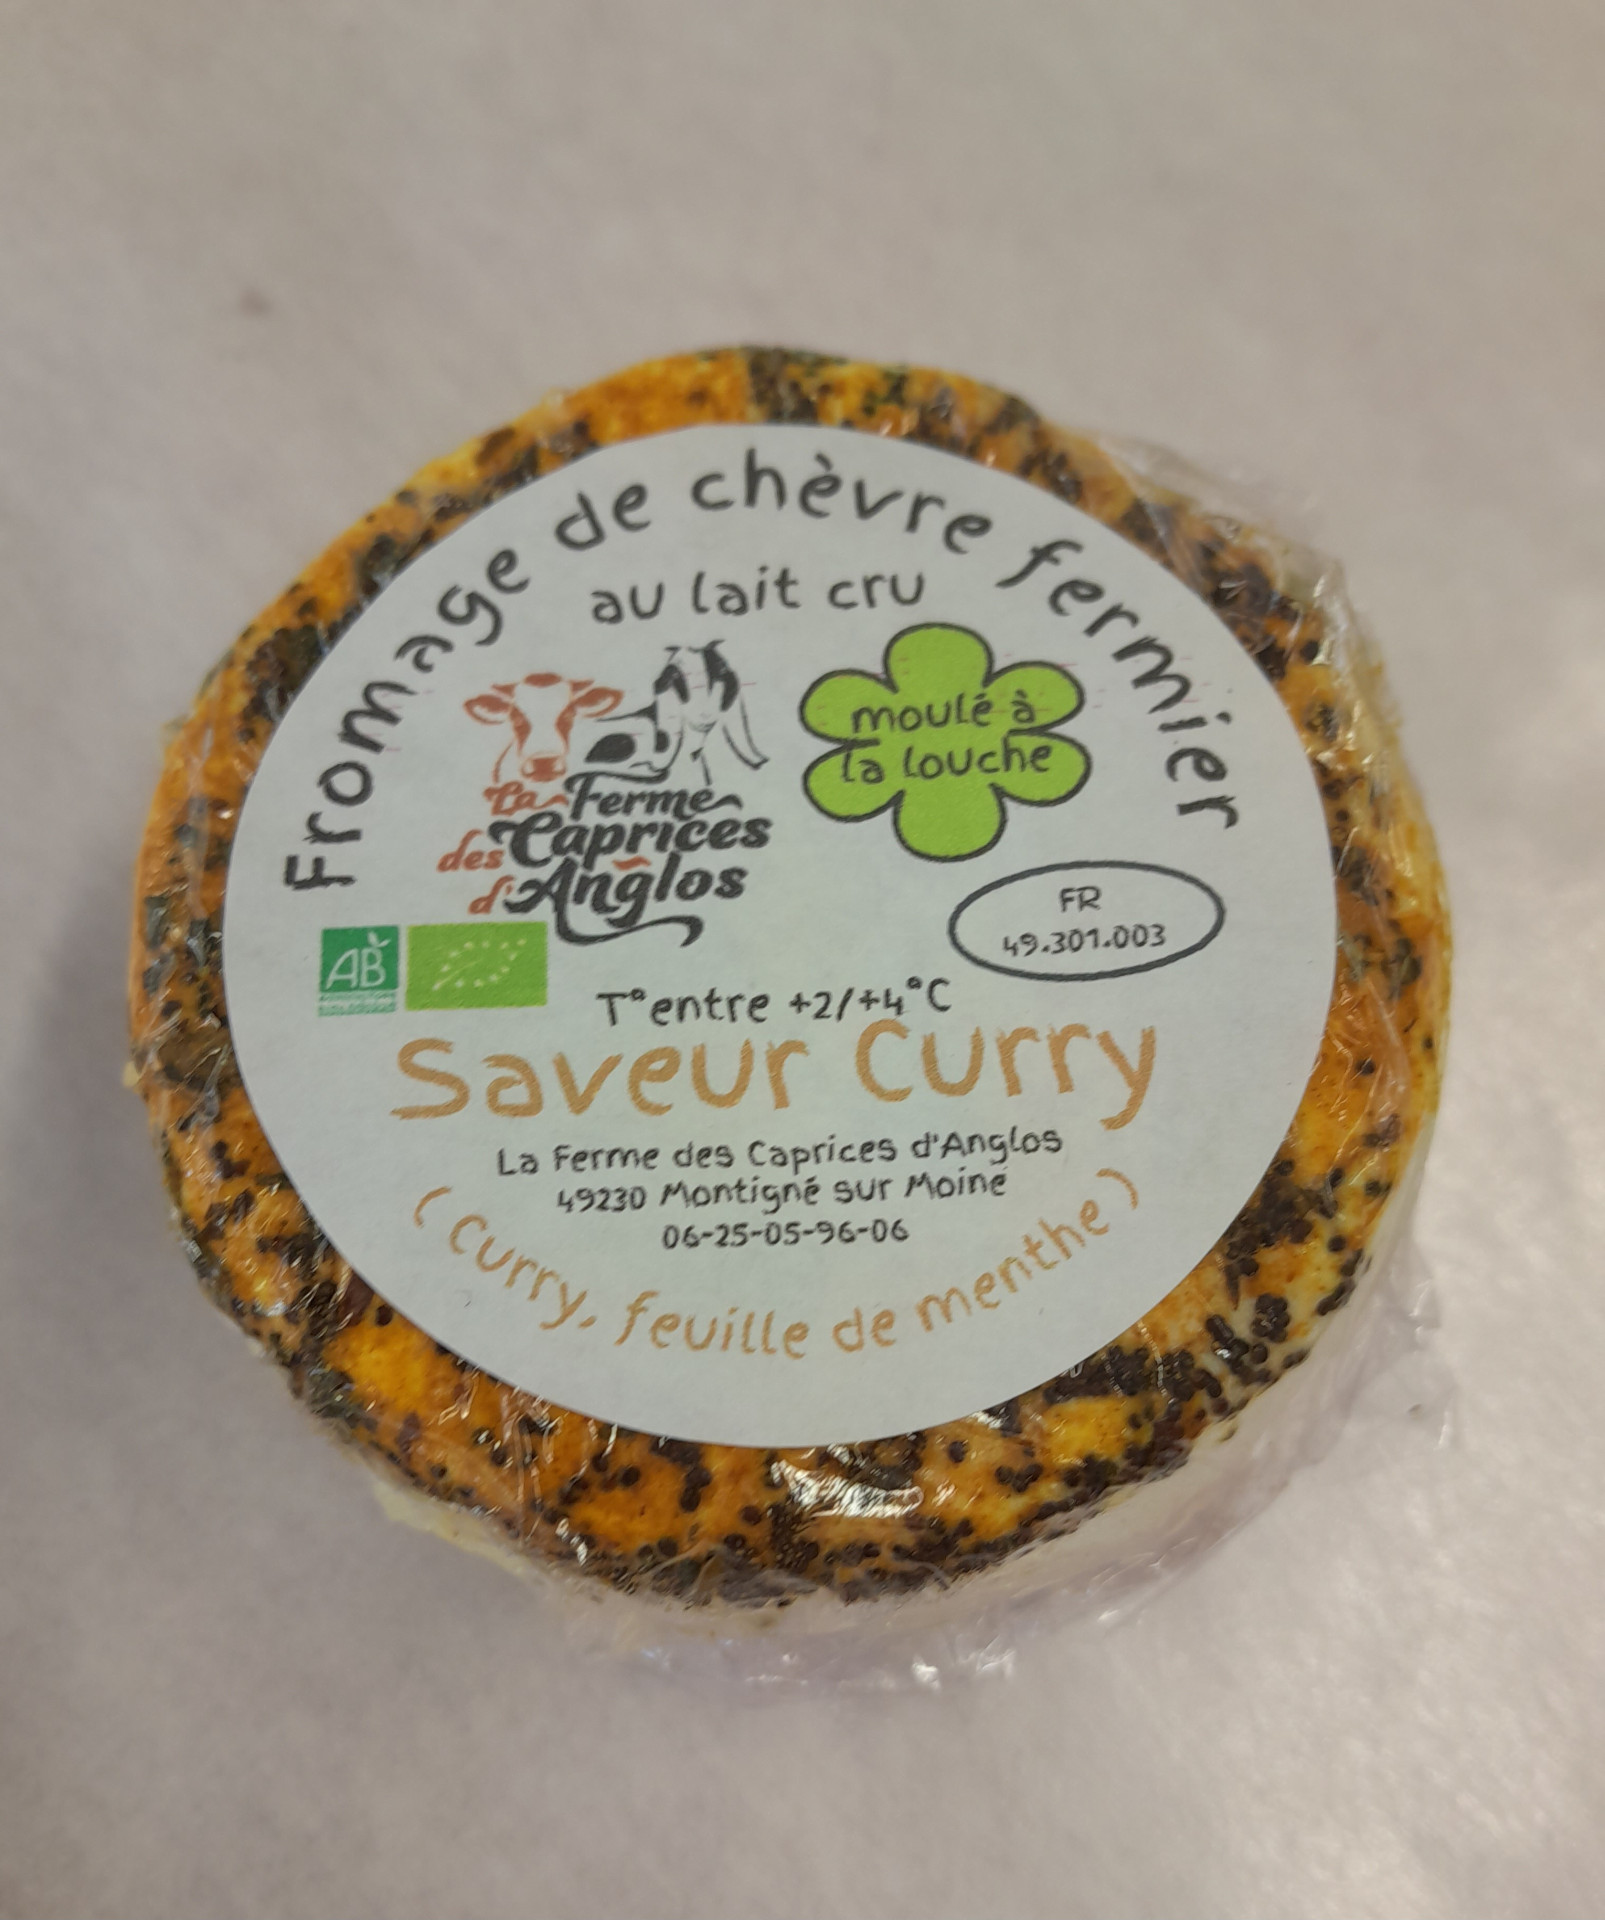 Fromage de chèvre fermier
au lait cru
La Ferme
des Caprices
d'Anglos
moulé à
la louche
FR
49.301.003
AB
T° entre +2/+4°C
Saveur Curry
La Ferme des Caprices d'Anglos
49230 Montigné sur Moine
06-25-05-96-06
(Curry, feuille de menthe)